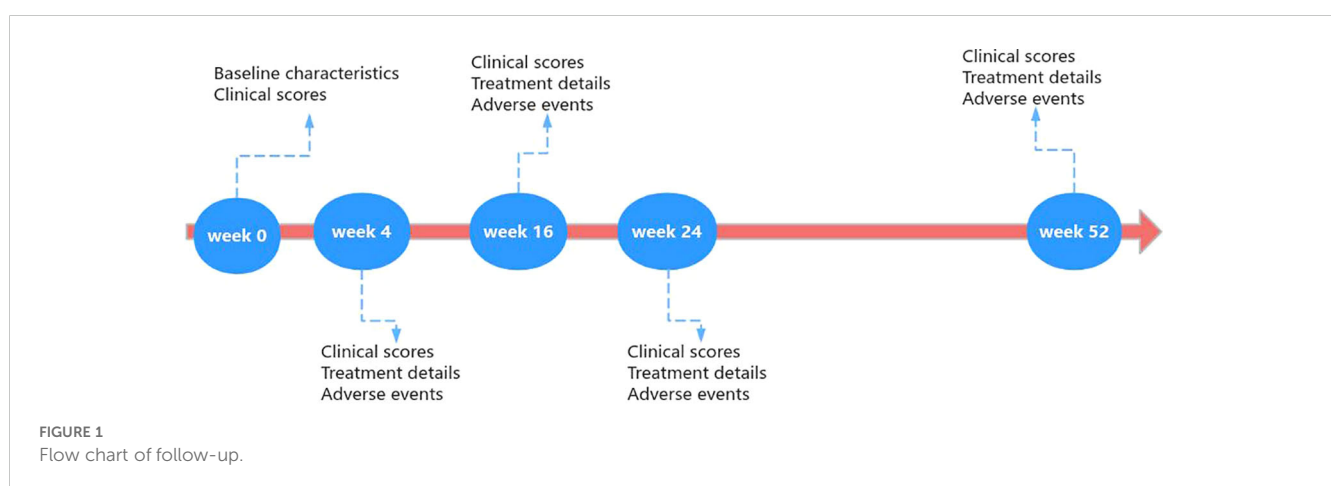 Baseline characteristics
Clinical scores
Clinical scores
Treatment details
Adverse events
Clinical scores
Treatment details
Adverse events
week 0
week 4
week 16
week 24
week 52
Clinical scores
Treatment details
Adverse events
Clinical scores
Treatment details
Adverse events
FIGURE 1
Flow chart of follow-up.